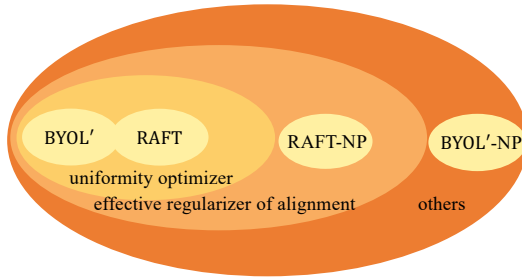 BYOL′ RAFT RAFT-NP BYOL′-NP
uniformity optimizer
effective regularizer of alignment others